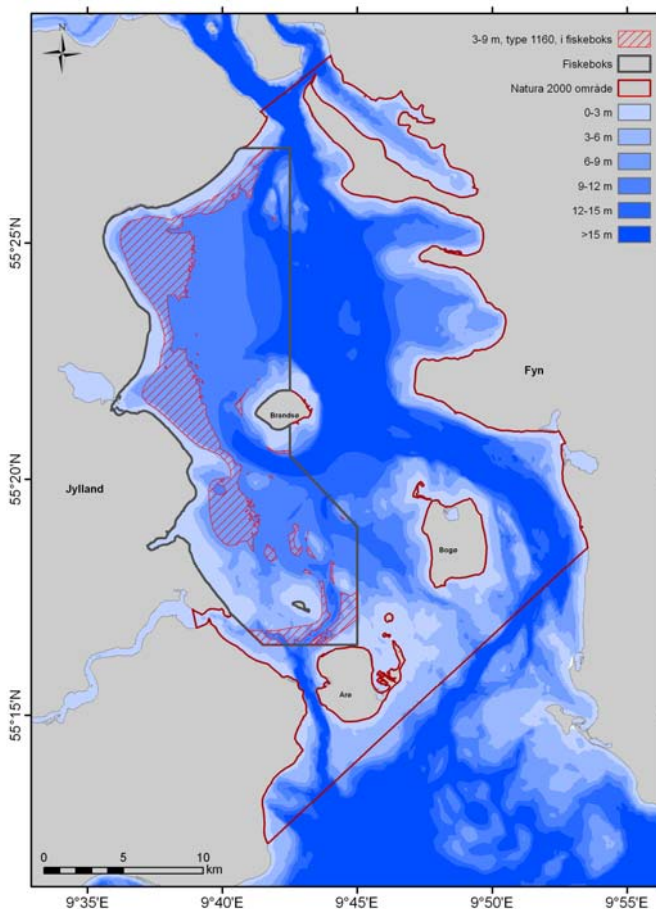 N
3-9 m, type 1160, i fiskeboks
Fiskeboks
Natura 2000 område
0-3 m
3-6 m
6-9 m
9-12 m
12-15 m
>15 m
55°25'N
Fyn
Brandsø
55°20'N
Jylland
Bogø
Arø
55°15'N
0 5 10
km
9°35'E 9°40'E 9°45'E 9°50'E 9°55'E